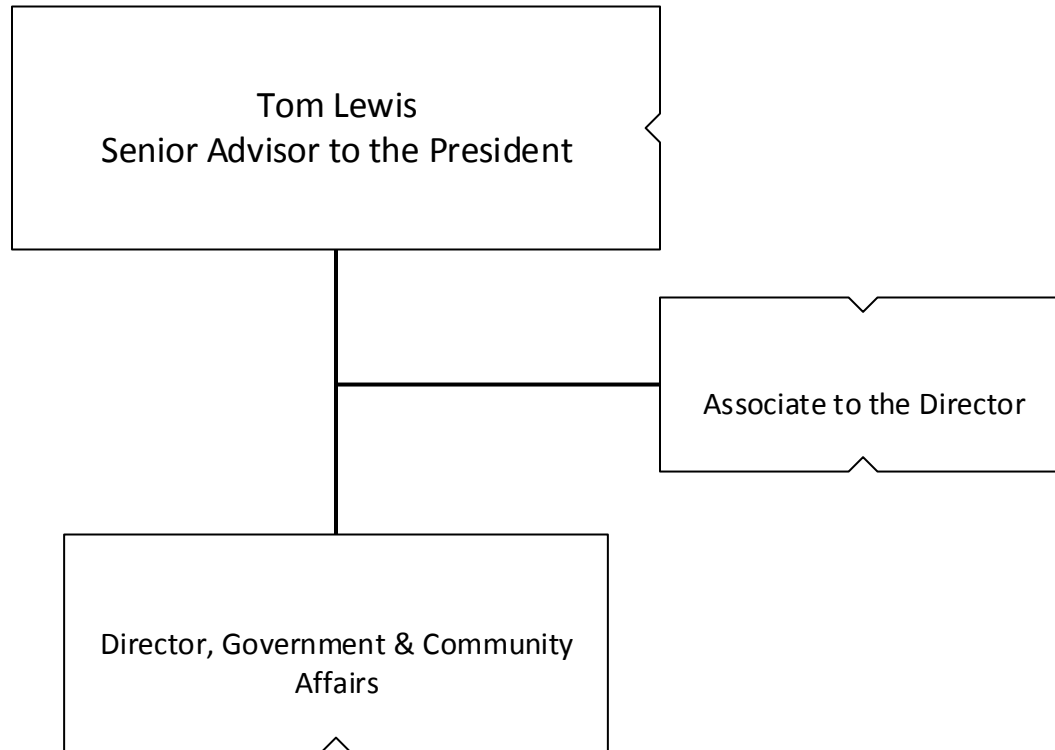 Tom Lewis
Senior Advisor to the President
Associate to the Director
Director, Government & Community
Affairs